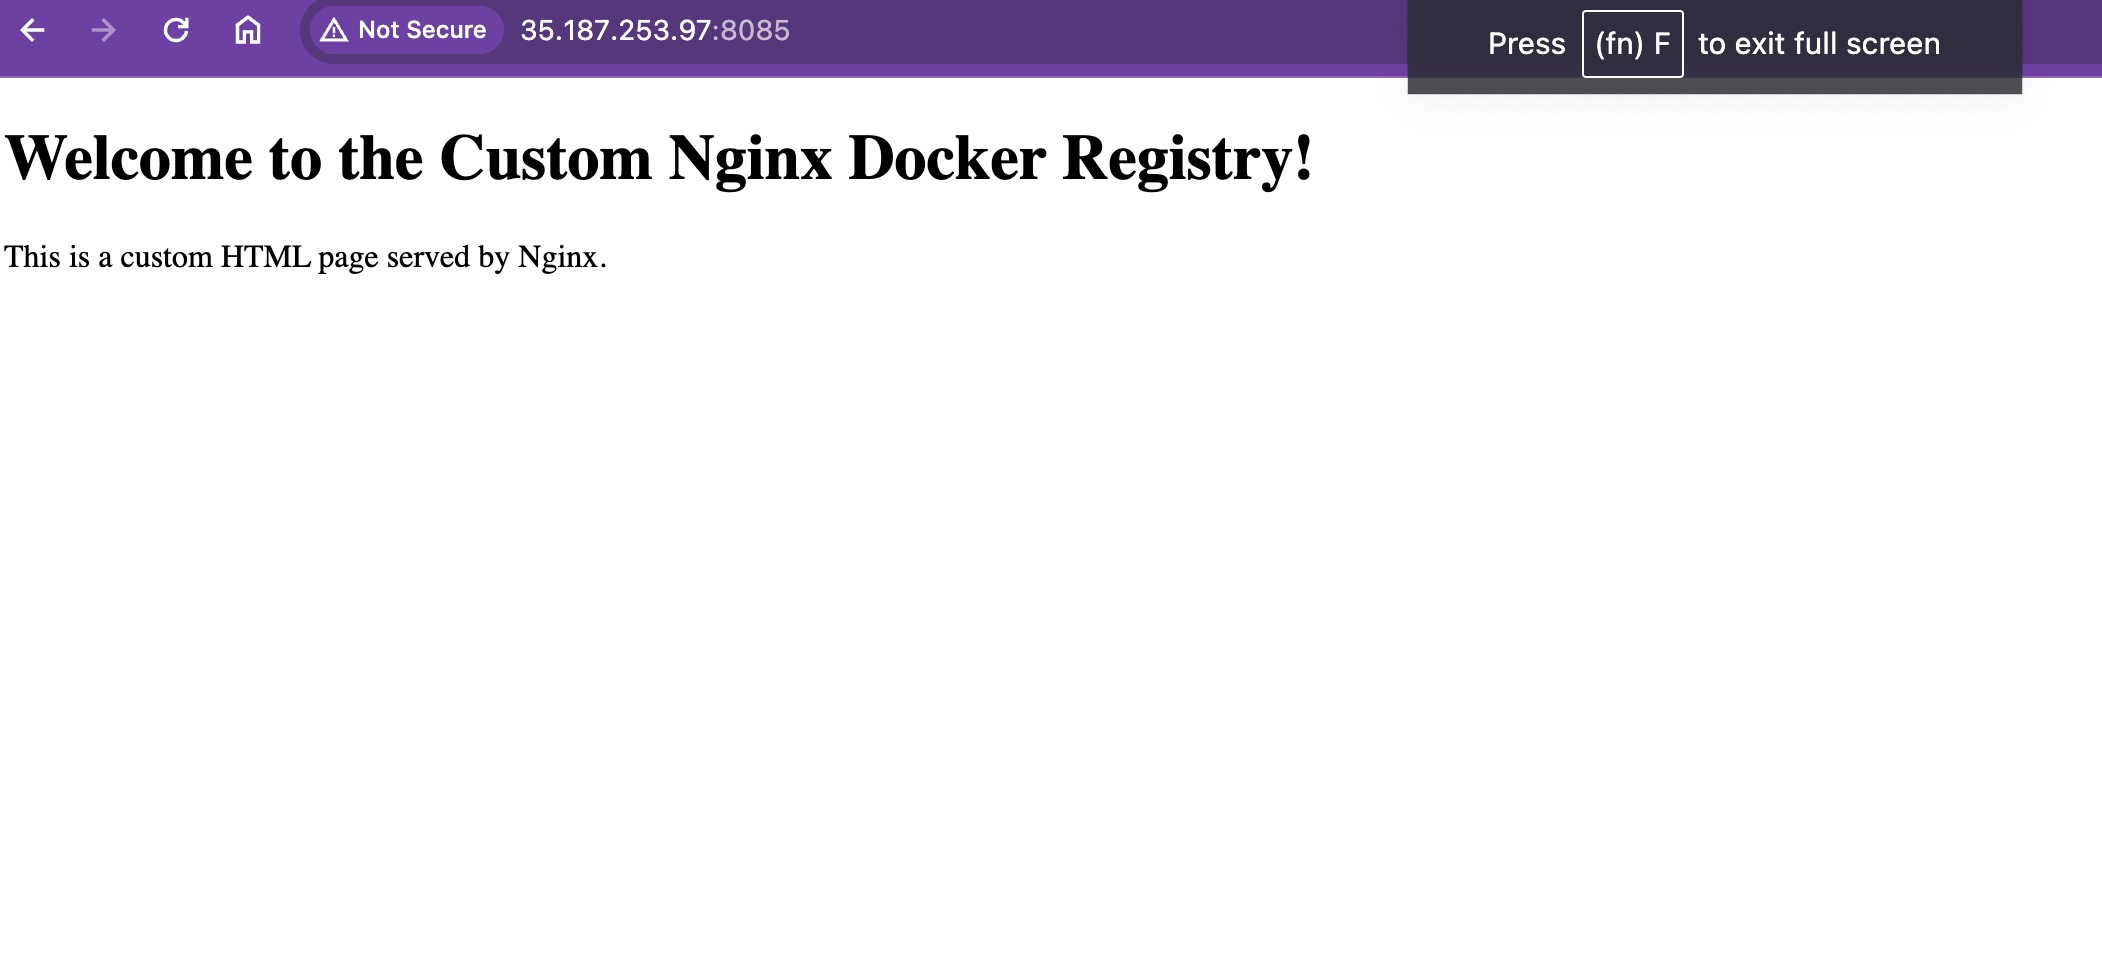 Not Secure 35.187.253.97:8085
Press (fn) F to exit full screen
Welcome to the Custom Nginx Docker Registry!
This is a custom HTML page served by Nginx.